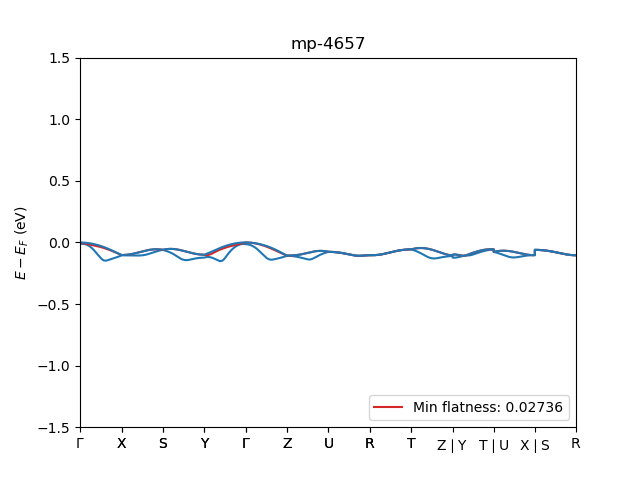 mp-4657
1.5
1.0
0.5
0.0
−0.5
−1.0
−1.5
E − E_F (eV)
Min flatness: 0.02736
Γ X S Y Γ Z U R T Z | Y T | U X | S R